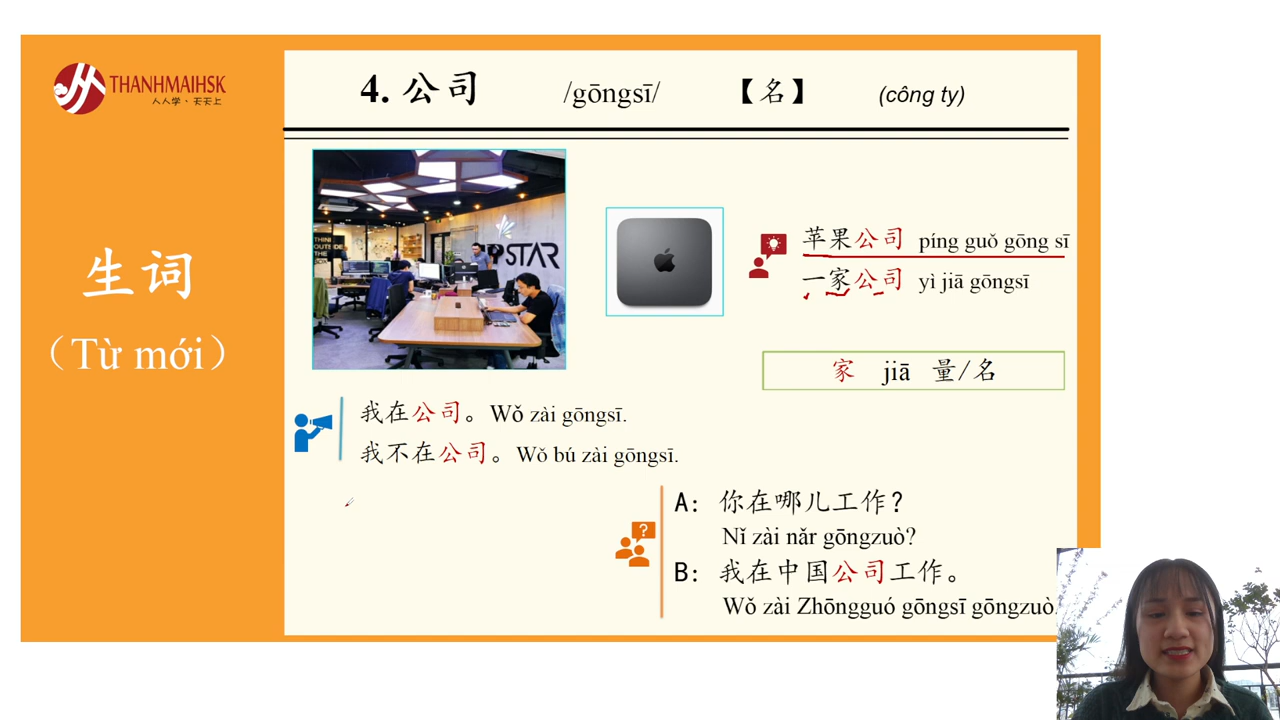 THANHMAIHSK
人人学·天天上
4. 公司 /gōngsī/ 【名】 (công ty)
生词
(Từ mới)
THINK
OUTSIDE
THE
STAR
苹果公司 píng guǒ gōng sī
一家公司 yì jiā gōngsī
家 jiā 量/名
我在公司。Wǒ zài gōngsī.
我不在公司。Wǒ bú zài gōngsī.
A: 你在哪儿工作?
Nǐ zài nǎr gōngzuò?
B: 我在中国公司工作。
Wǒ zài Zhōngguó gōngsī gōngzuò.